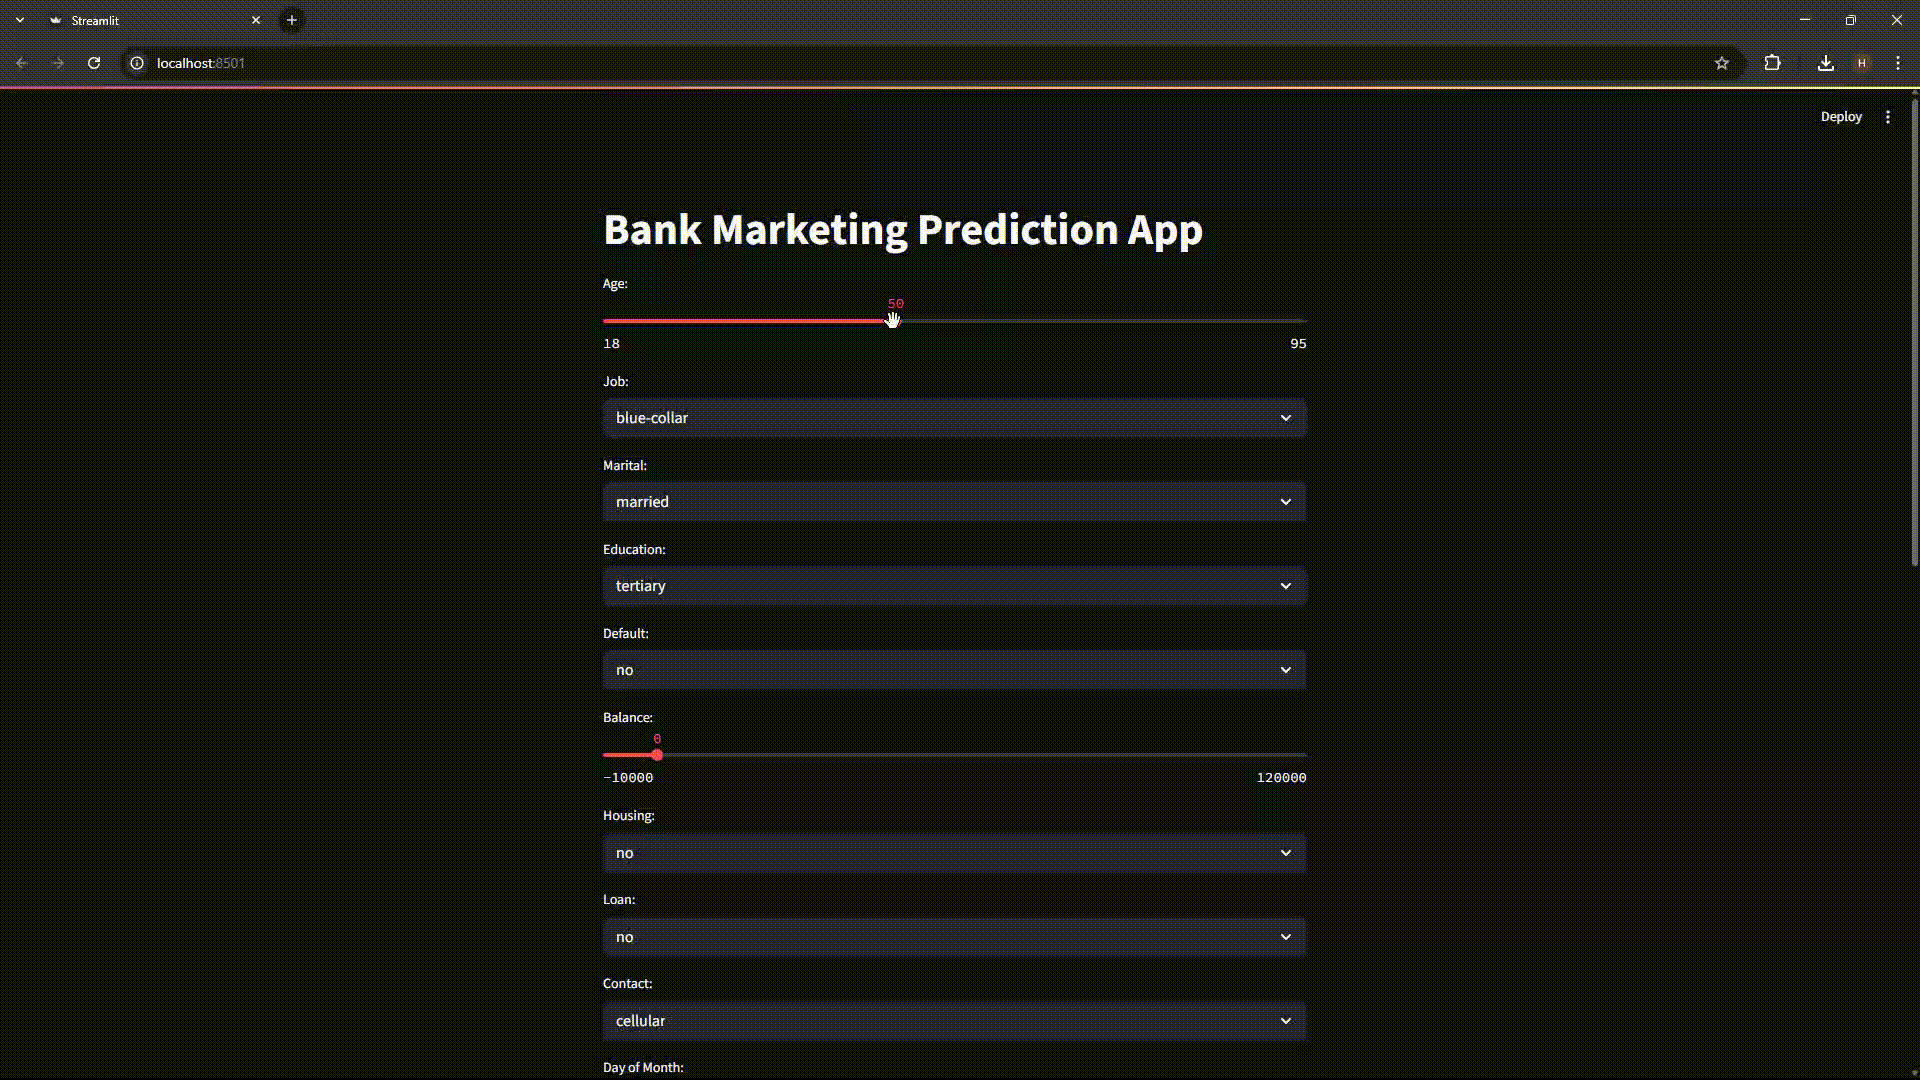 Streamlit
localhost:8501
H
Deploy
Bank Marketing Prediction App
Age:
50
18 95
Job:
blue-collar
Marital:
married
Education:
tertiary
Default:
no
Balance:
0
-10000 120000
Housing:
no
Loan:
no
Contact:
cellular
Day of Month: